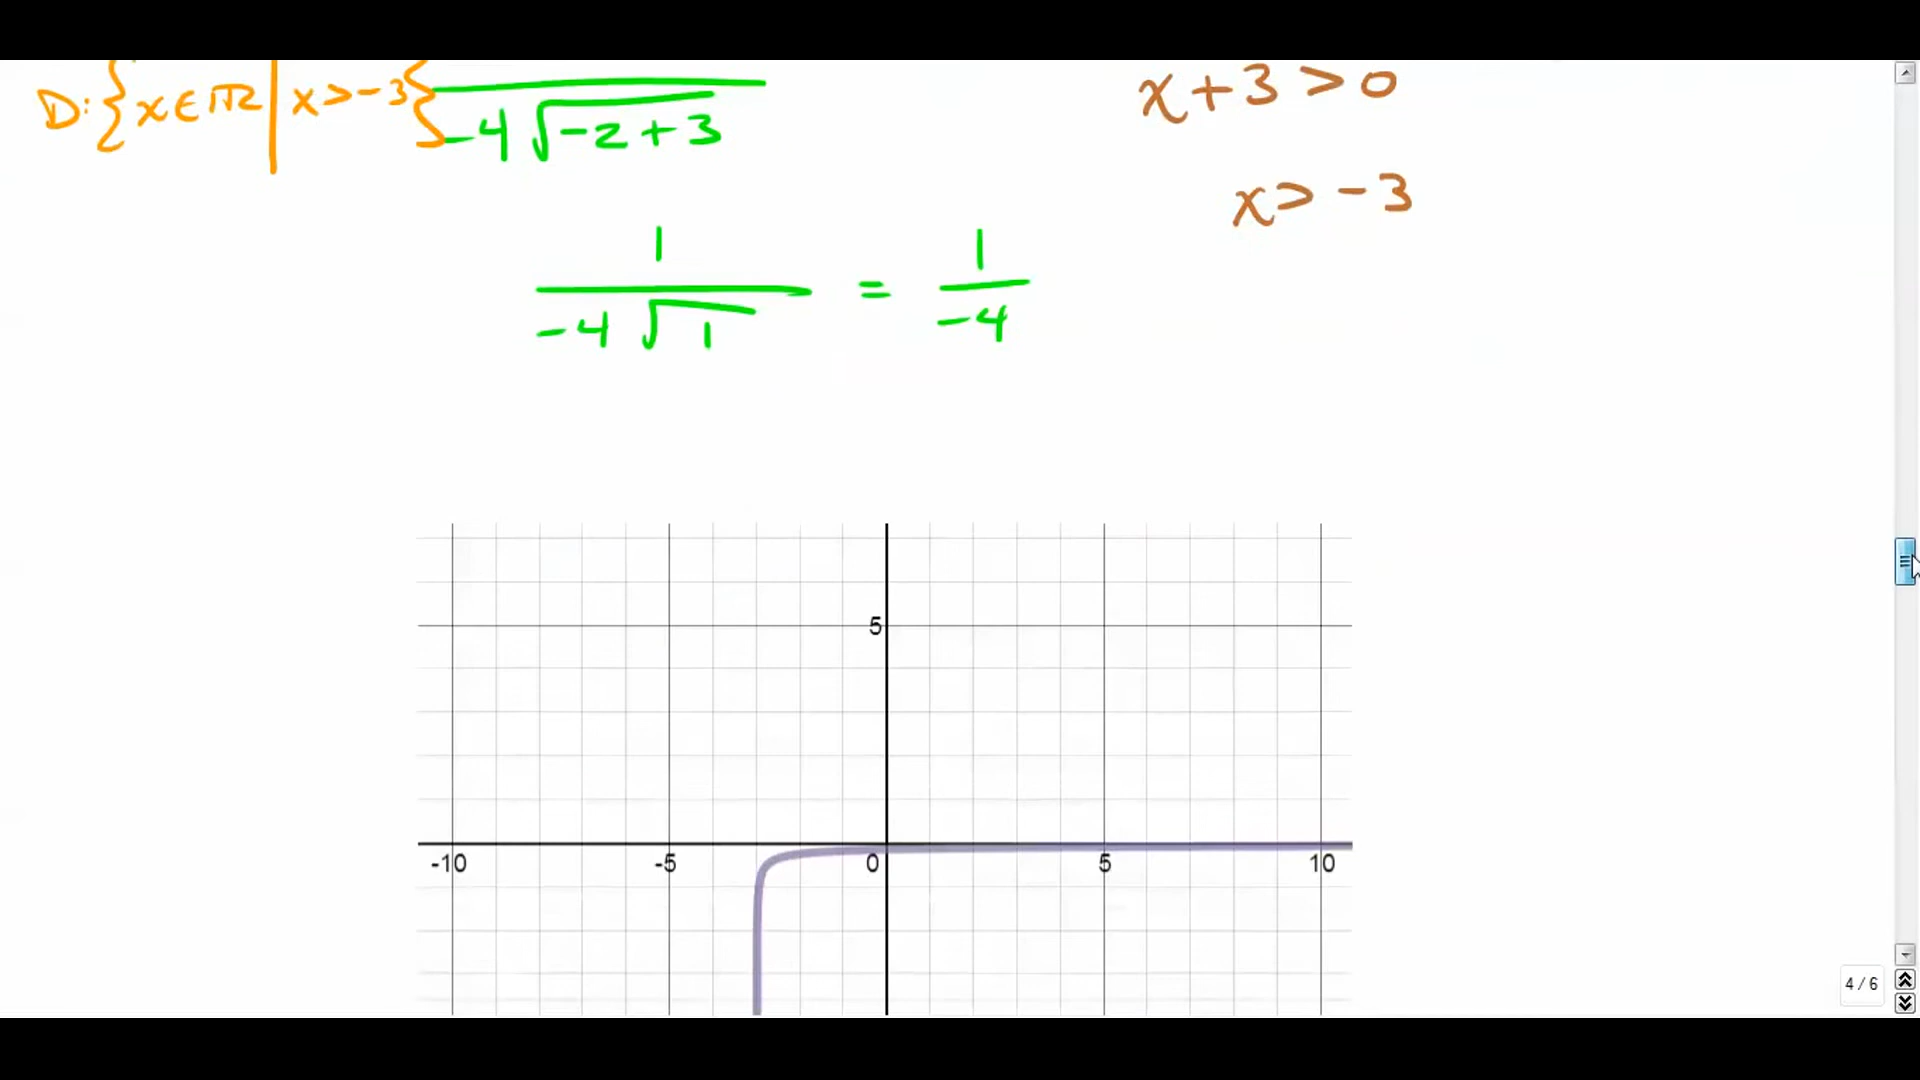 D: {x ∈ ℝ | x > -3}
-4√-2+3
x+3 > 0
x > -3
1/-4√1 = 1/-4
5
-10 -5 0 5 10
4 / 6